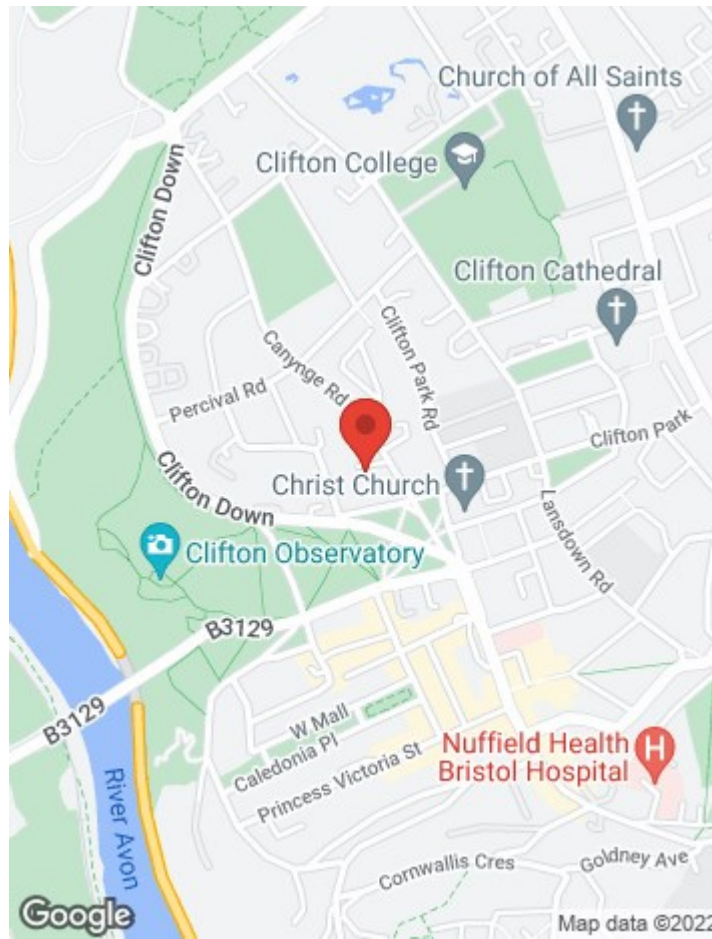 Church of All
Saints
Clifton College
Clifton Down
Clifton Cathedral
Canynge Rd
Clifton Park Rd
Percival Rd
Clifton Park
Christ Church
Lansdown Rd
Clifton Down
Clifton Observatory
B3129
B3129
W Mall
Caledonia Pl
Princess Victoria St
Nuffield Health
Bristol Hospital
H
River Avon
Cornwallis Cres
Goldney Ave
Google
Map data ©2022